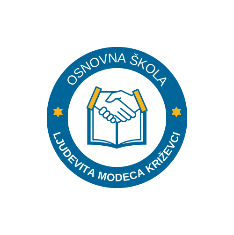 OSNOVNA ŠKOLA
LJUDEVITA MODECA KRIŽEVCI